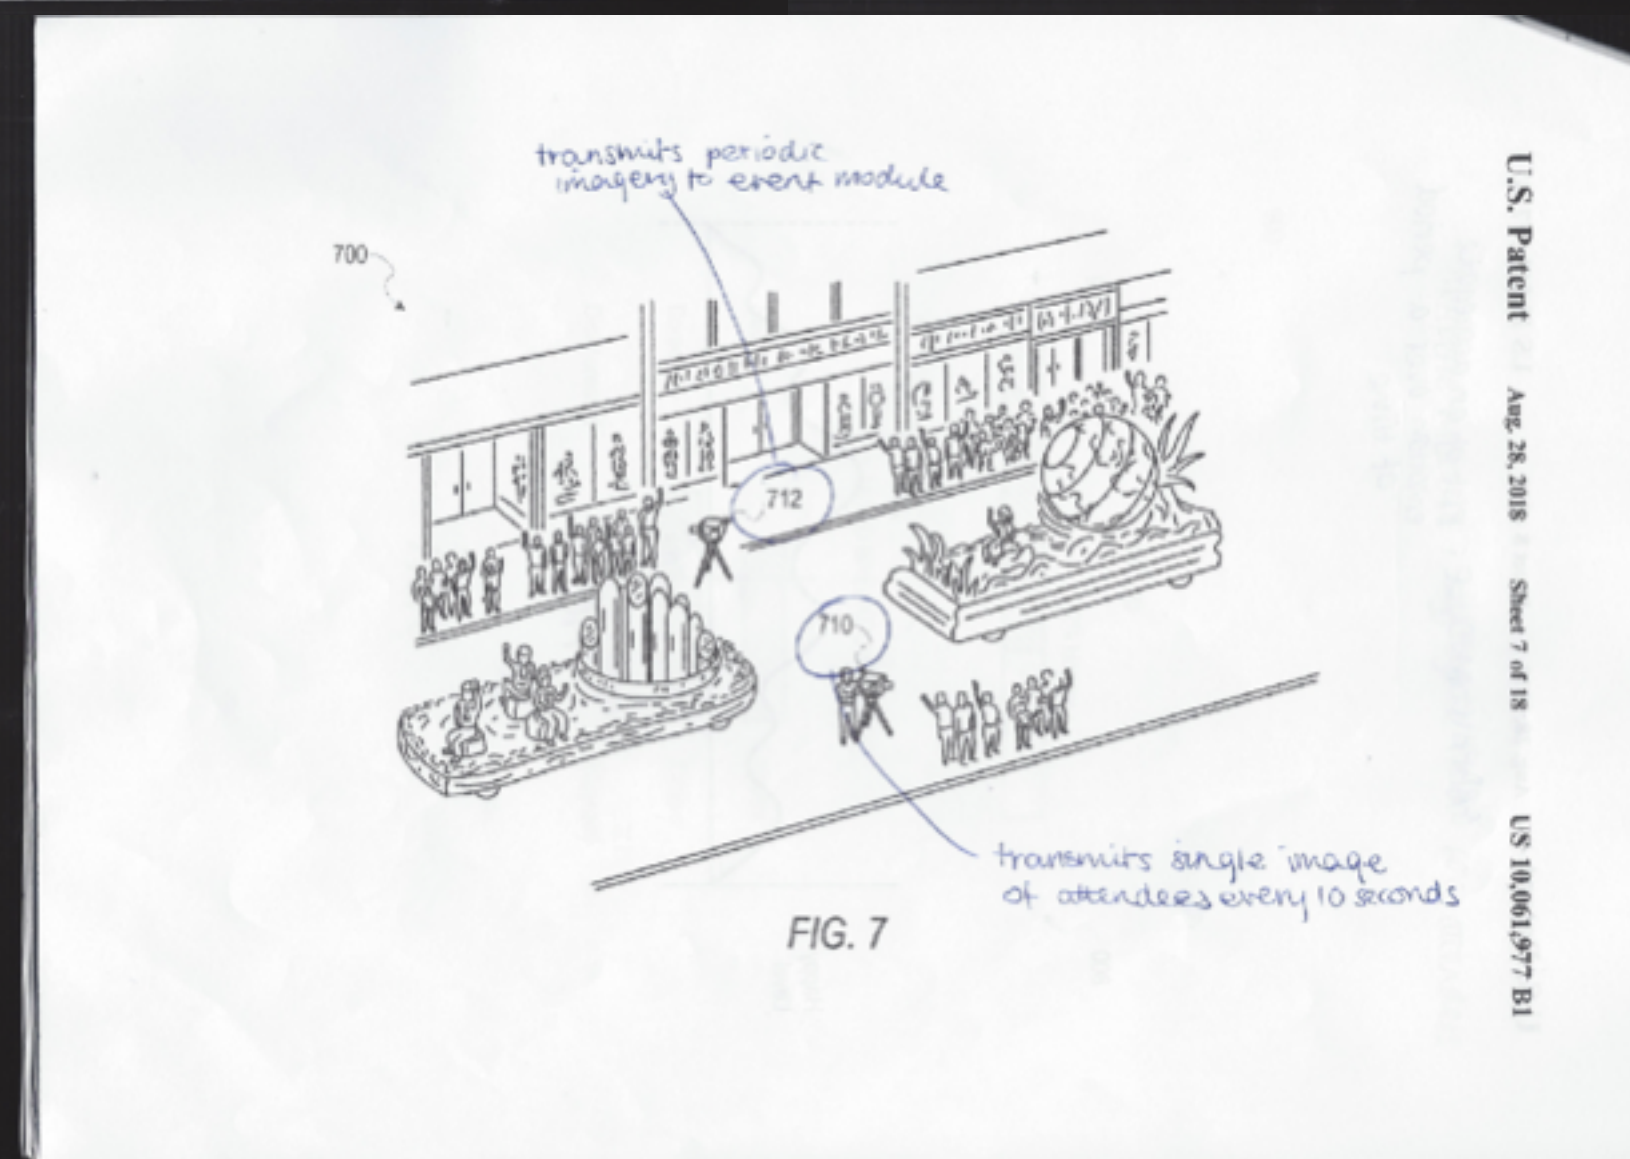 U.S. Patent Aug. 28, 2018 Sheet 7 of 18 US 10,061,977 B1
transmits periodic
imagery to event module
700
712
710
transmits single image
of attendees every 10 seconds
FIG. 7